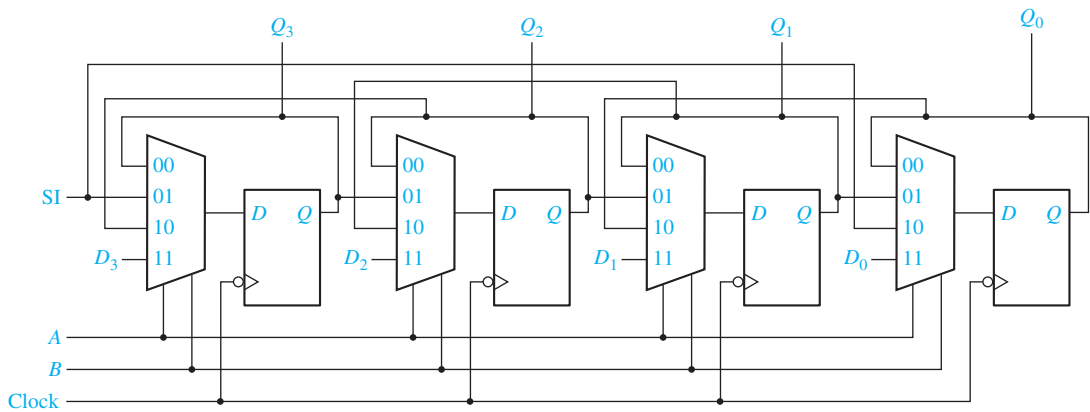 Q3 Q2 Q1 Q0
00 00 00 00
SI 01 01 01 01
D Q D Q D Q D Q
10 10 10 10
D3 11 D2 11 D1 11 D0 11
A
B
Clock